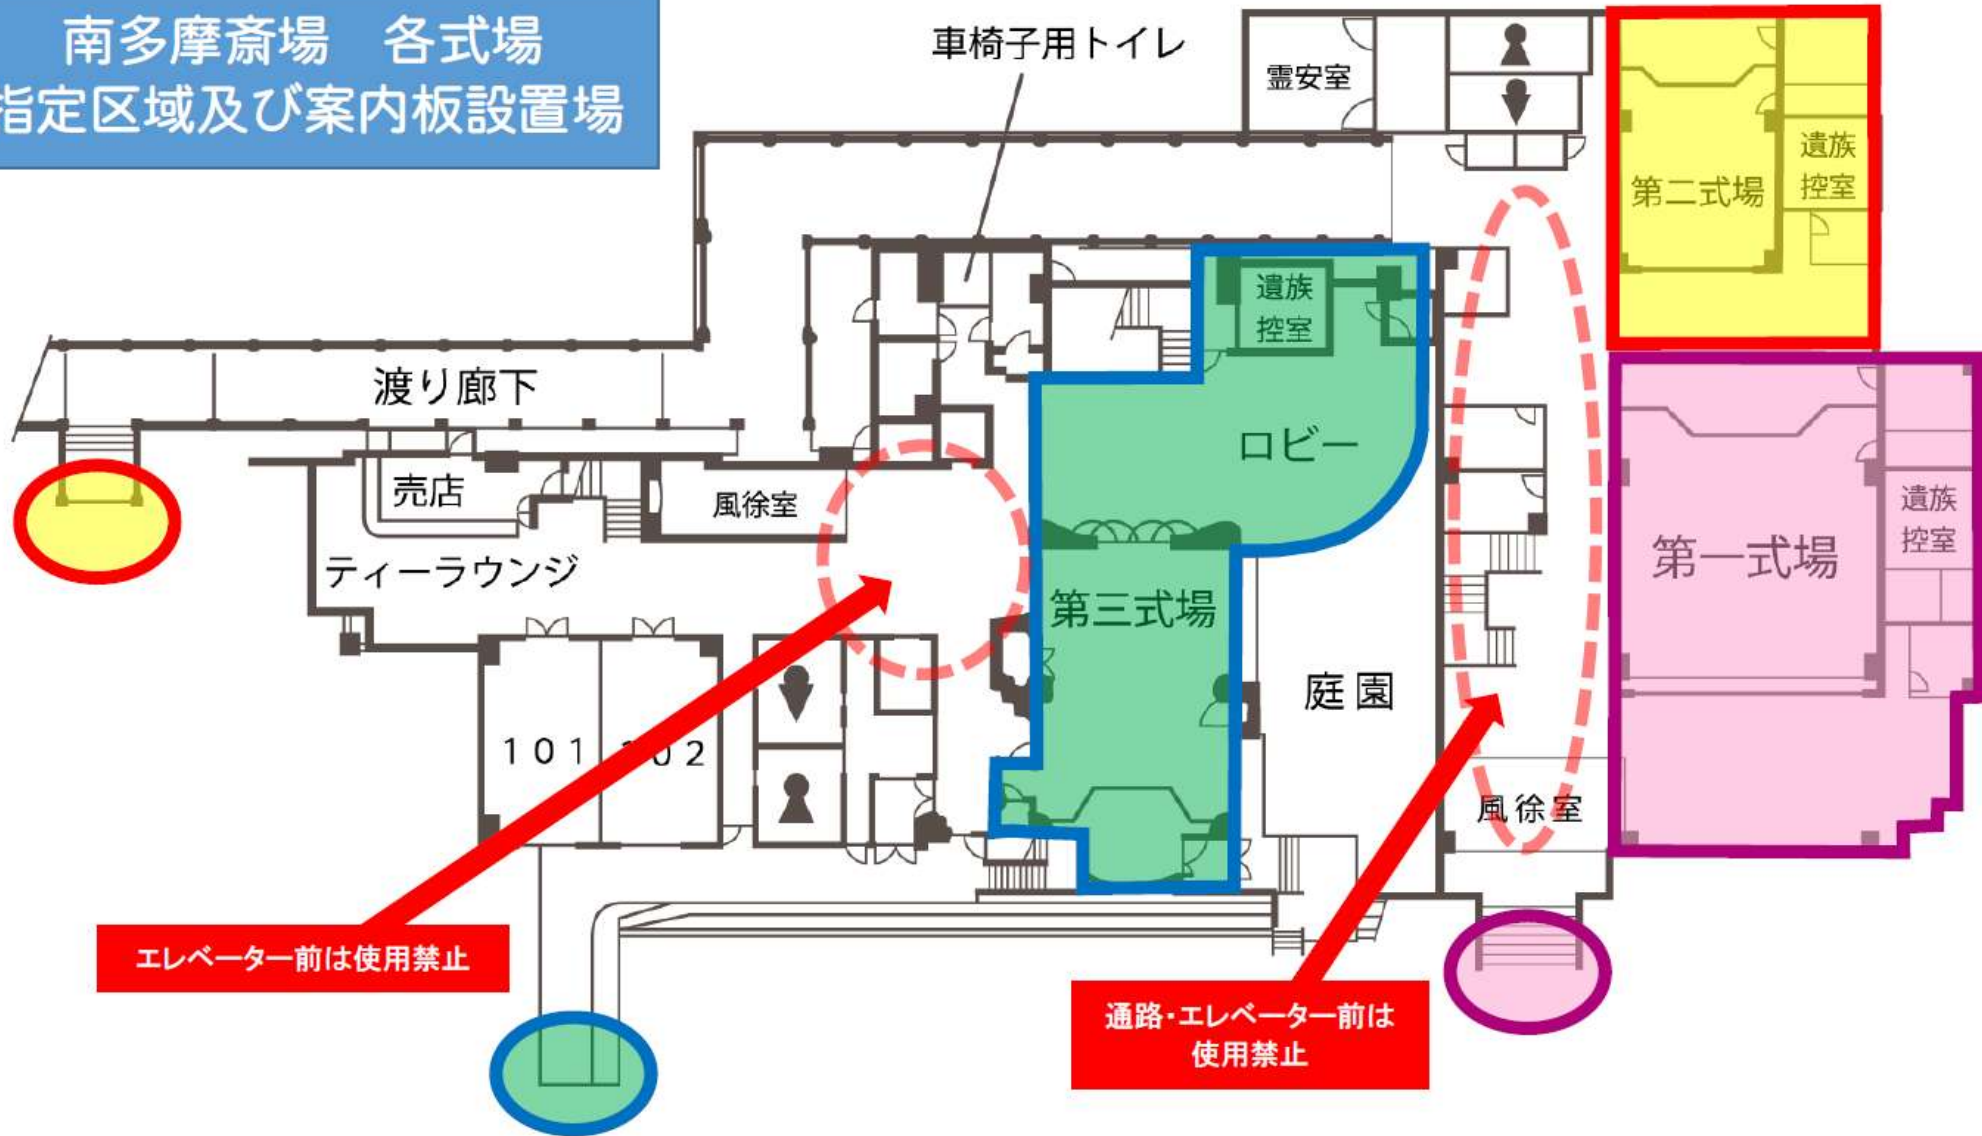 南多摩斎場　各式場
指定区域及び案内板設置場
車椅子用トイレ
霊安室
遺族
控室
第二式場
遺族
控室
渡り廊下
ロビー
売店
風徐室
遺族
控室
第一式場
ティーラウンジ
第三式場
庭園
101
02
風徐室
エレベーター前は使用禁止
通路・エレベーター前は
使用禁止